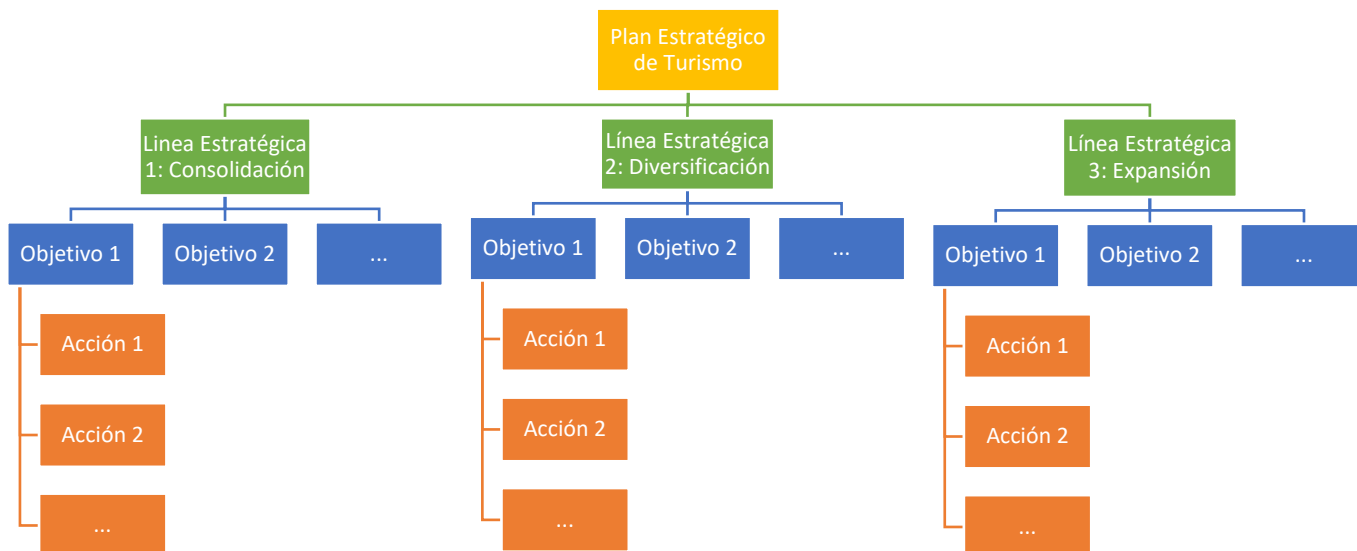 Plan Estratégico
de Turismo
Linea Estratégica
1: Consolidación
Línea Estratégica
2: Diversificación
Línea Estratégica
3: Expansión
Objetivo 1
Objetivo 2
...
Objetivo 1
Objetivo 2
...
Objetivo 1
Objetivo 2
...
Acción 1
Acción 2
...
Acción 1
Acción 2
...
Acción 1
Acción 2
...